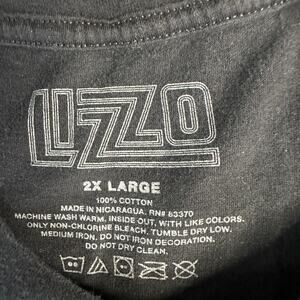 LIZZO
2X LARGE
100% COTTON
MADE IN NICARAGUA. RN# 83370
MACHINE WASH WARM, INSIDE OUT, WITH LIKE COLORS.
ONLY NON-CHLORINE BLEACH. TUMBLE DRY LOW.
MEDIUM IRON. DO NOT IRON DECORATION.
DO NOT DRY CLEAN.